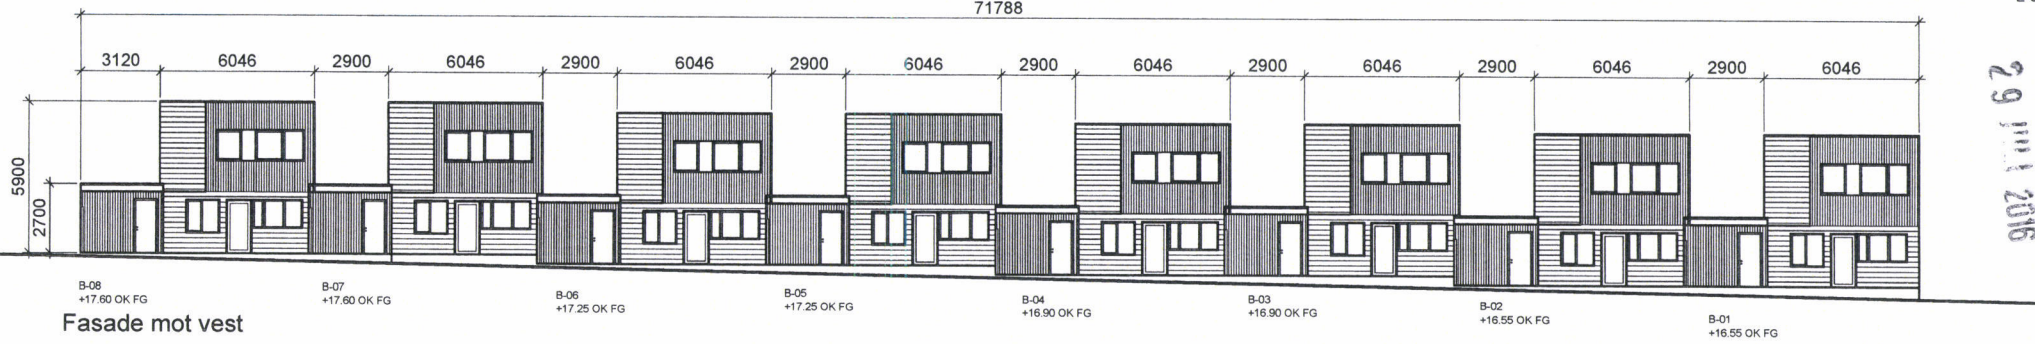 71788
3120 6046 2900 6046 2900 6046 2900 6046 2900 6046 2900 6046 2900 6046 2900 6046
5900
2700
B-08
+17.60 OK FG
B-07
+17.60 OK FG
B-06
+17.25 OK FG
B-05
+17.25 OK FG
B-04
+16.90 OK FG
B-03
+16.90 OK FG
B-02
+16.55 OK FG
B-01
+16.55 OK FG
Fasade mot vest
29 2016